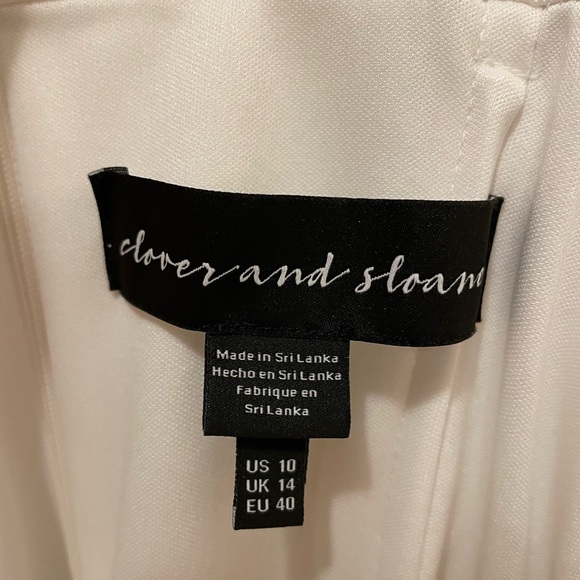 clover and sloane
Made in Sri Lanka
Hecho en Sri Lanka
Fabrique en
Sri Lanka
US 10
UK 14
EU 40